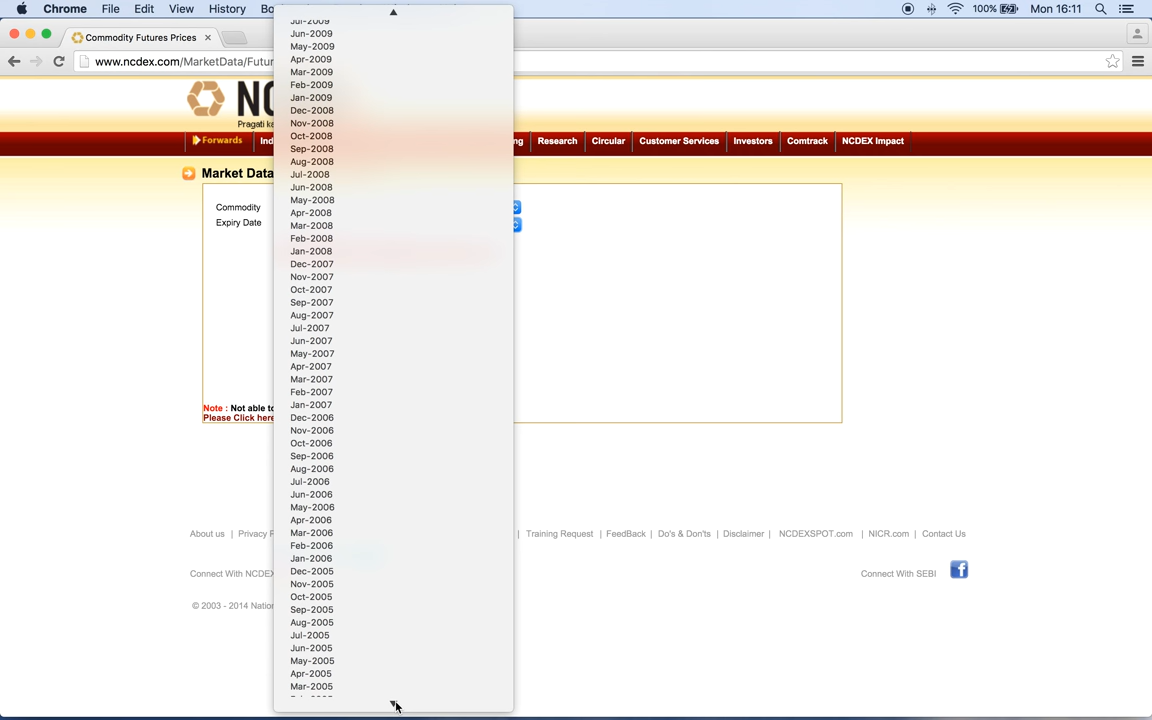 Chrome File Edit View History Bo 100% Mon 16:11
Commodity Futures Prices
www.ncdex.com/MarketData/Futur
NC
Pragati ka
Forwards Ind ng Research Circular Customer Services Investors Comtrack NCDEX Impact
Market Data
Commodity
Expiry Date
Note : Not able to
Please Click here
Jul-2009
Jun-2009
May-2009
Apr-2009
Mar-2009
Feb-2009
Jan-2009
Dec-2008
Nov-2008
Oct-2008
Sep-2008
Aug-2008
Jul-2008
Jun-2008
May-2008
Apr-2008
Mar-2008
Feb-2008
Jan-2008
Dec-2007
Nov-2007
Oct-2007
Sep-2007
Aug-2007
Jul-2007
Jun-2007
May-2007
Apr-2007
Mar-2007
Feb-2007
Jan-2007
Dec-2006
Nov-2006
Oct-2006
Sep-2006
Aug-2006
Jul-2006
Jun-2006
May-2006
Apr-2006
Mar-2006
Feb-2006
Jan-2006
Dec-2005
Nov-2005
Oct-2005
Sep-2005
Aug-2005
Jul-2005
Jun-2005
May-2005
Apr-2005
Mar-2005
About us | Privacy P | Training Request | FeedBack | Do's & Don'ts | Disclaimer | NCDEXSPOT.com | NICR.com | Contact Us
Connect With NCDEX Connect With SEBI
© 2003 - 2014 Nation